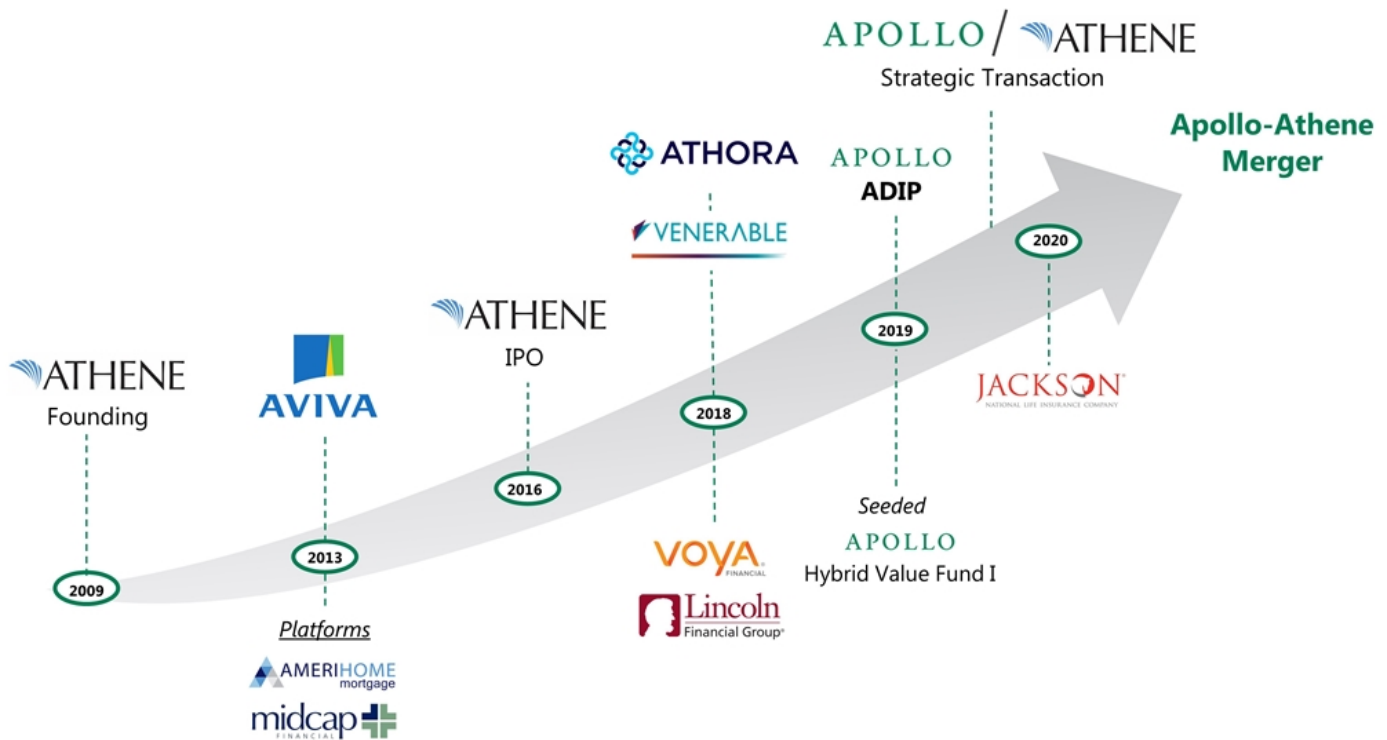 APOLLO / ATHENE
Strategic Transaction
Apollo-Athene
Merger
ATHORA
VENERABLE
APOLLO
ADIP
2020
ATHENE
IPO
2019
JACKSON®
NATIONAL LIFE INSURANCE COMPANY
ATHENE
Founding
AVIVA
2018
2016
Seeded
APOLLO
Hybrid Value Fund I
VOYA®
FINANCIAL
2013
2009
Lincoln
Financial Group®
Platforms
AMERIHOME
mortgage
midcap
FINANCIAL